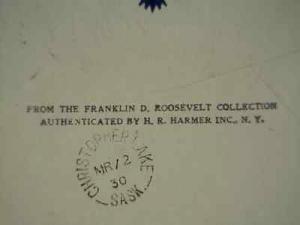 FROM THE FRANKLIN D. ROOSEVELT COLLECTION
AUTHENTICATED BY H. R. HARMER INC., N. Y.
CHRISTOPHER LAKE
MR 12
30
SASK.